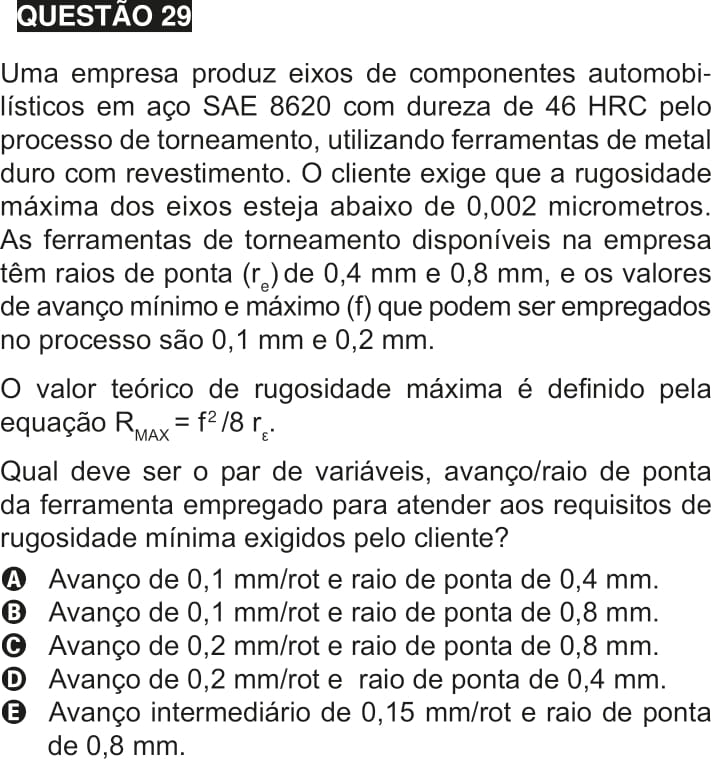 QUESTÃO 29
Uma empresa produz eixos de componentes automobi-
lísticos em aço SAE 8620 com dureza de 46 HRC pelo
processo de torneamento, utilizando ferramentas de metal
duro com revestimento. O cliente exige que a rugosidade
máxima dos eixos esteja abaixo de 0,002 micrometros.
As ferramentas de torneamento disponíveis na empresa
têm raios de ponta (rₑ) de 0,4 mm e 0,8 mm, e os valores
de avanço mínimo e máximo (f) que podem ser empregados
no processo são 0,1 mm e 0,2 mm.
O valor teórico de rugosidade máxima é definido pela
equação R_MAX = f² /8 r_ε.
Qual deve ser o par de variáveis, avanço/raio de ponta
da ferramenta empregado para atender aos requisitos de
rugosidade mínima exigidos pelo cliente?
A Avanço de 0,1 mm/rot e raio de ponta de 0,4 mm.
B Avanço de 0,1 mm/rot e raio de ponta de 0,8 mm.
C Avanço de 0,2 mm/rot e raio de ponta de 0,8 mm.
D Avanço de 0,2 mm/rot e raio de ponta de 0,4 mm.
E Avanço intermediário de 0,15 mm/rot e raio de ponta
de 0,8 mm.